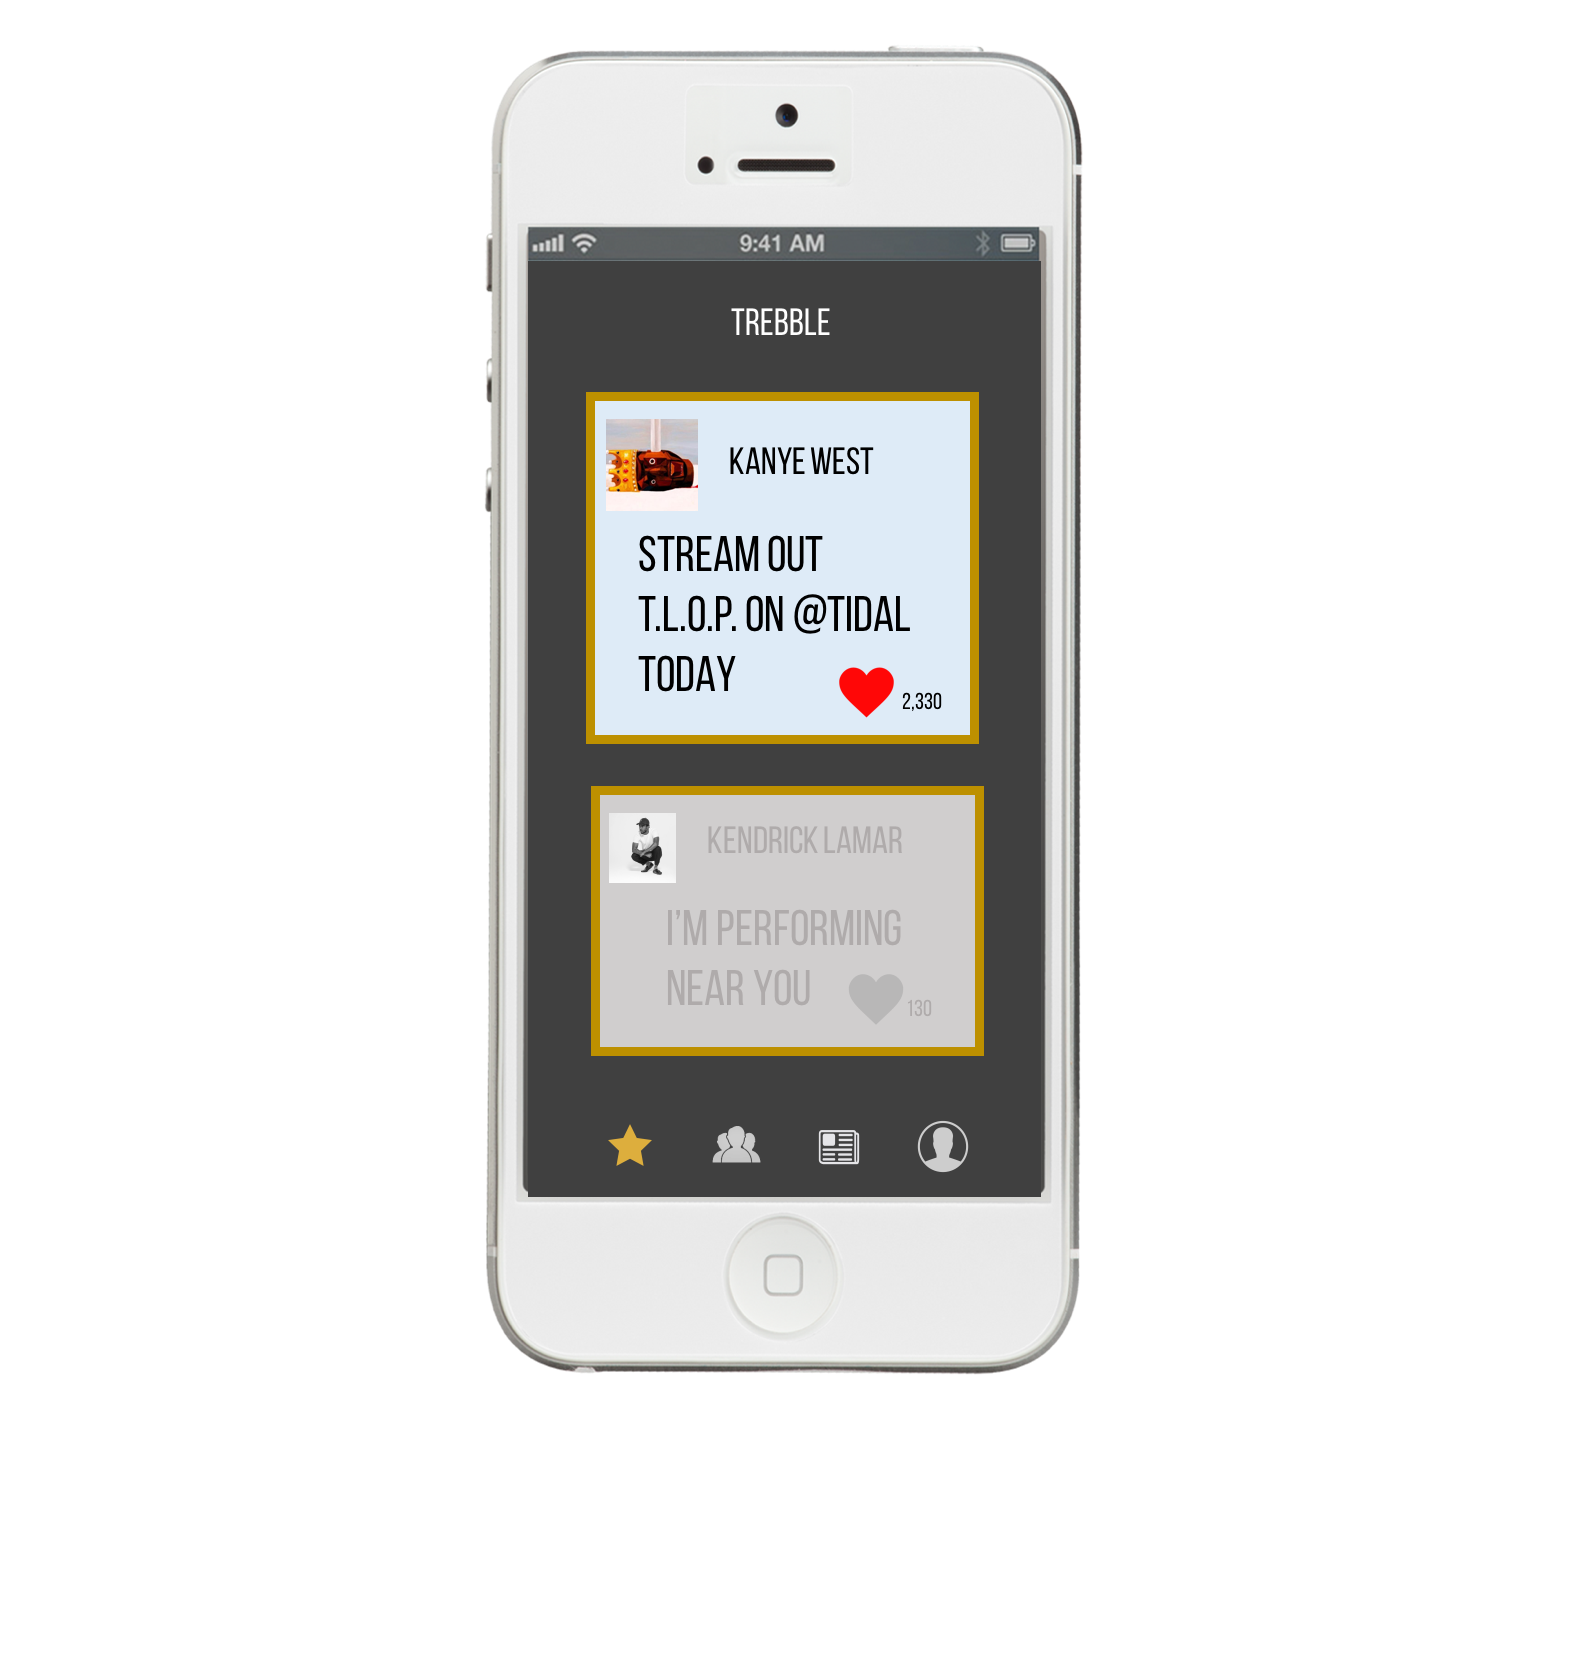 9:41 AM
TREBBLE
KANYE WEST
STREAM OUT
T.L.O.P. ON @TIDAL
TODAY
2,330
KENDRICK LAMAR
I'M PERFORMING
NEAR YOU
130